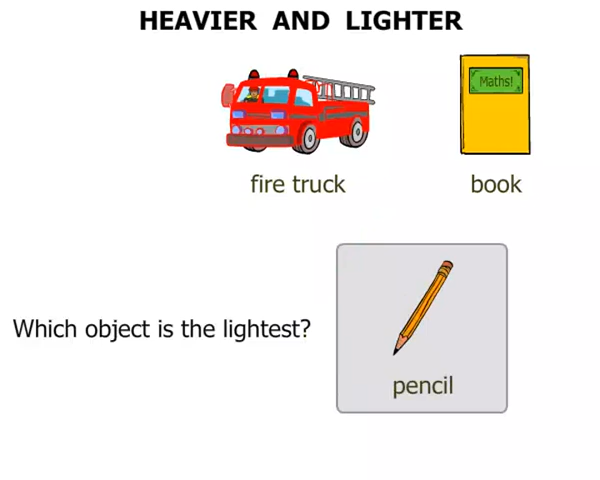 HEAVIER AND LIGHTER
Maths!
fire truck
book
Which object is the lightest?
pencil